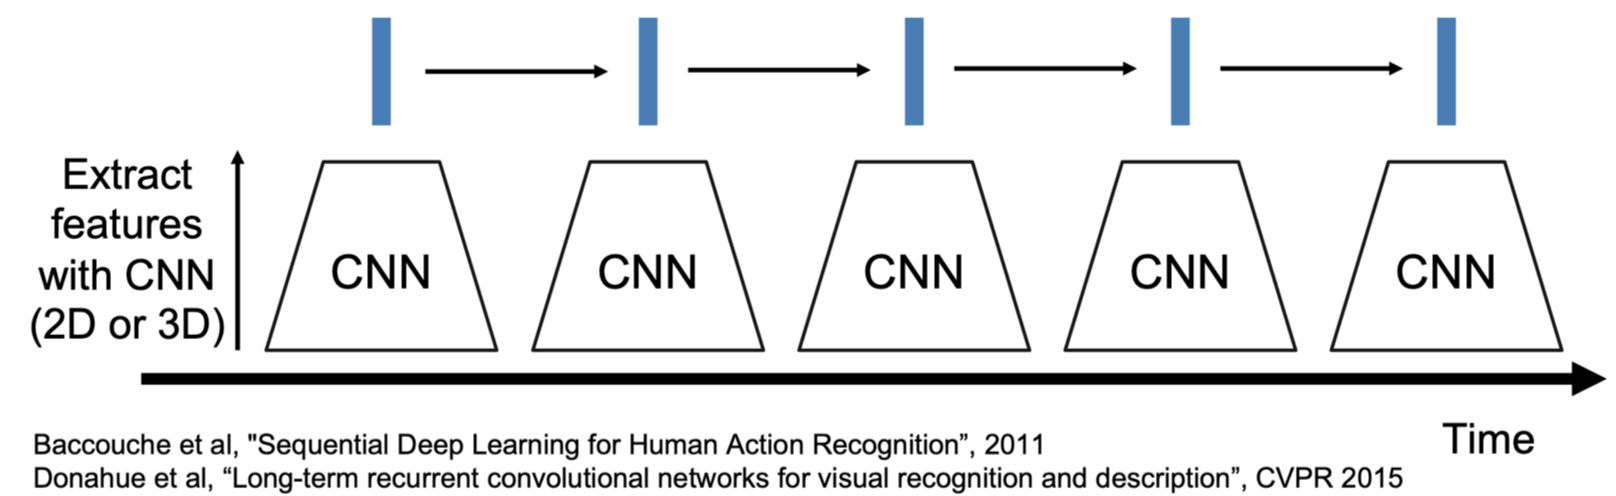 Extract
features
with CNN
(2D or 3D)
CNN
CNN
CNN
CNN
CNN
Time
Baccouche et al, "Sequential Deep Learning for Human Action Recognition”, 2011
Donahue et al, “Long-term recurrent convolutional networks for visual recognition and description”, CVPR 2015